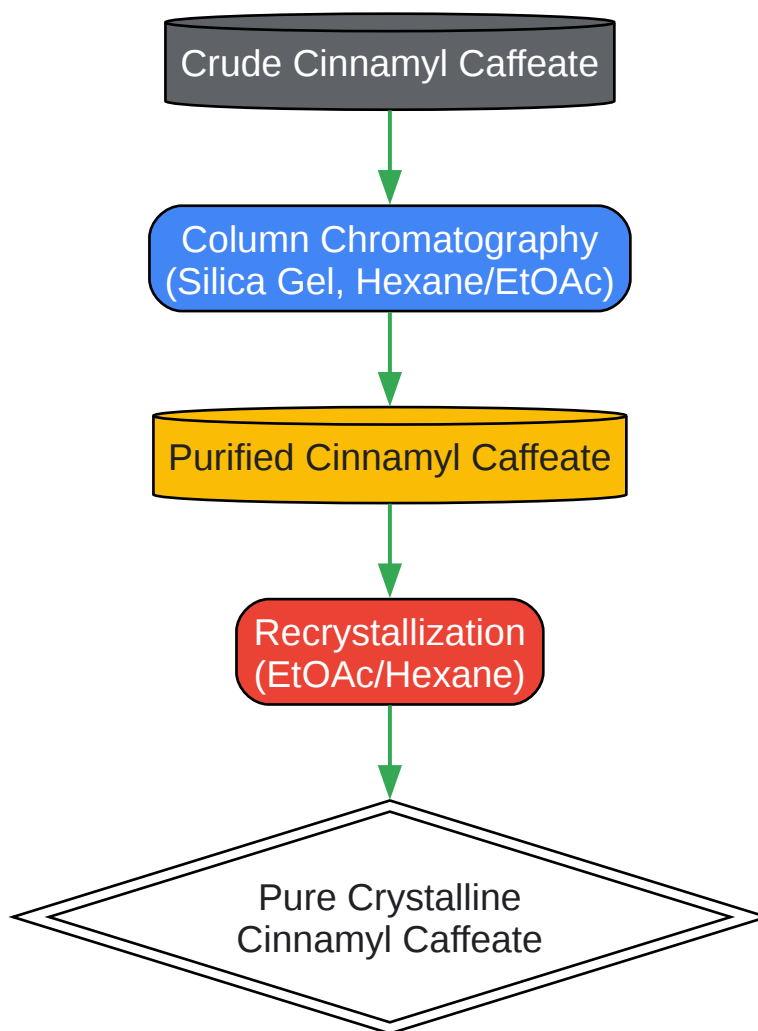 Crude Cinnamyl Caffeate
Column Chromatography
(Silica Gel, Hexane/EtOAc)
Purified Cinnamyl Caffeate
Recrystallization
(EtOAc/Hexane)
Pure Crystalline
Cinnamyl Caffeate